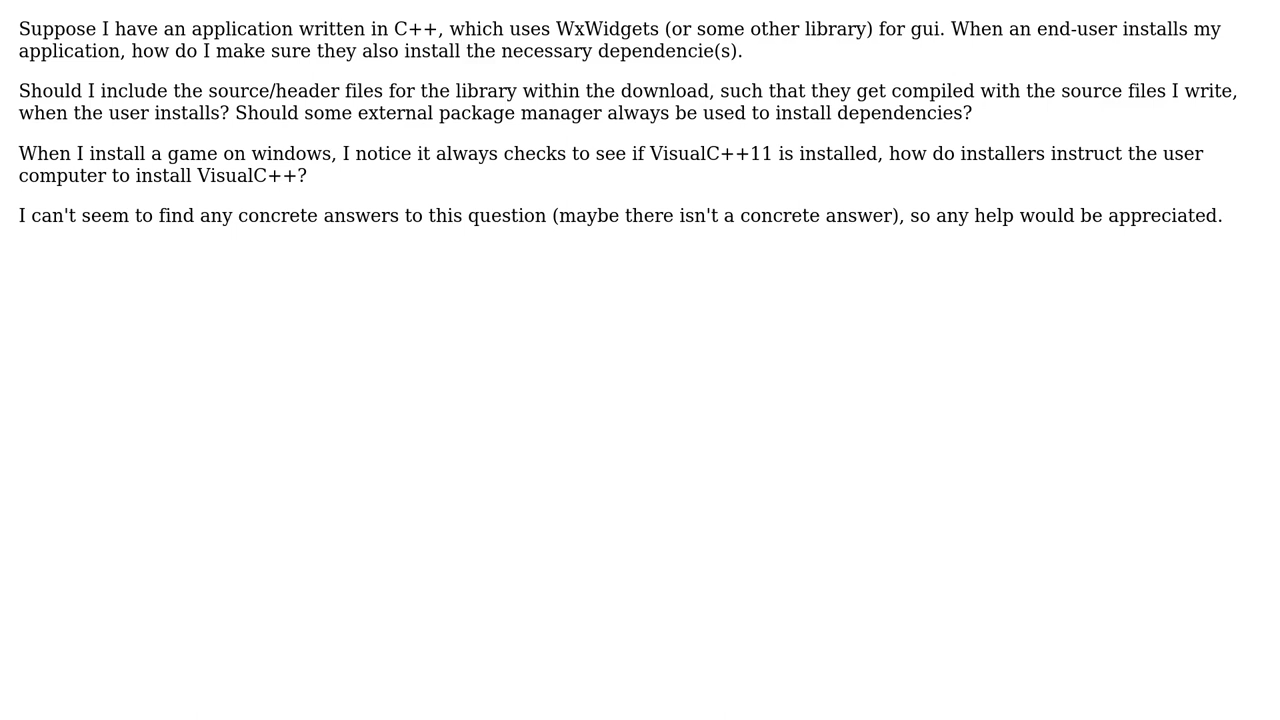 Suppose I have an application written in C++, which uses WxWidgets (or some other library) for gui. When an end-user installs my
application, how do I make sure they also install the necessary dependencie(s).
Should I include the source/header files for the library within the download, such that they get compiled with the source files I write,
when the user installs? Should some external package manager always be used to install dependencies?
When I install a game on windows, I notice it always checks to see if VisualC++11 is installed, how do installers instruct the user
computer to install VisualC++?
I can't seem to find any concrete answers to this question (maybe there isn't a concrete answer), so any help would be appreciated.